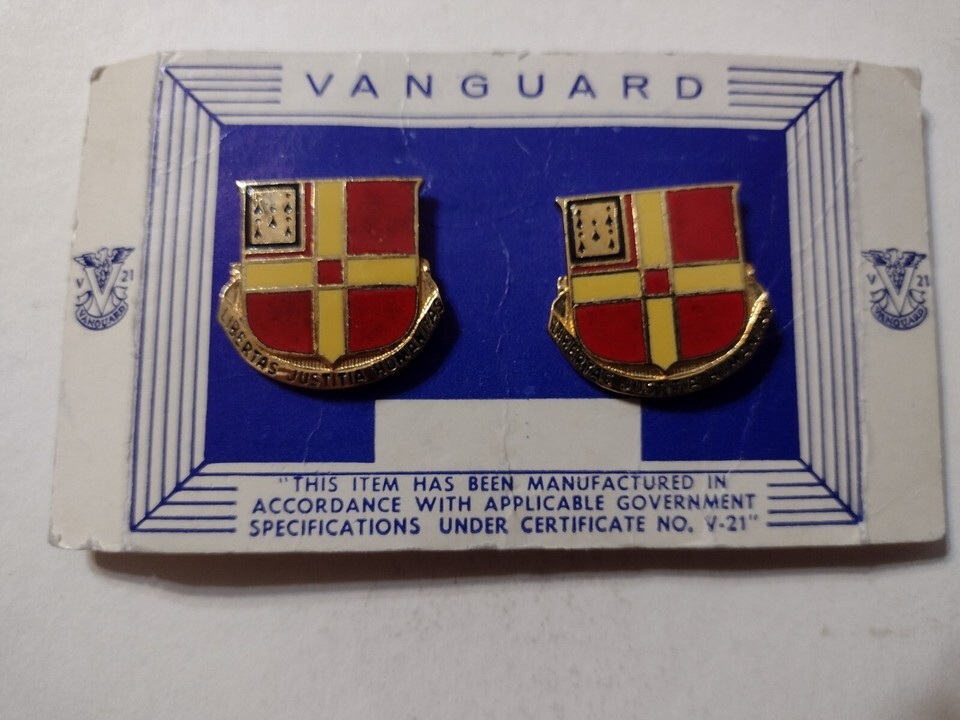 VANGUARD
V 21
VANGUARD
V 21
VANGUARD
LIBERTAS JUSTITIA
JUSTITIA
"THIS ITEM HAS BEEN MANUFACTURED IN
ACCORDANCE WITH APPLICABLE GOVERNMENT
SPECIFICATIONS UNDER CERTIFICATE NO. V-21"